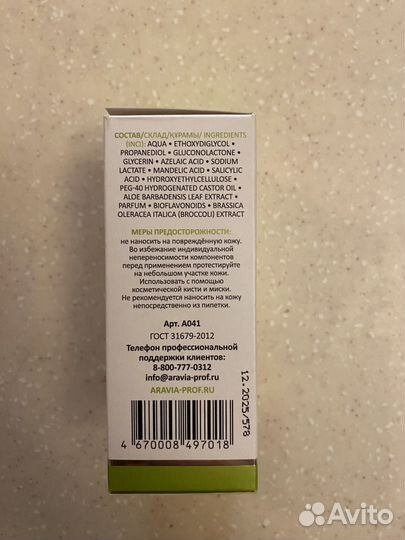 СОСТАВ/СКЛАД/ҚҰРАМЫ/ INGREDIENTS
(INCI): AQUA • ETHOXYDIGLYCOL •
PROPANEDIOL • GLUCONOLACTONE •
GLYCERIN • AZELAIC ACID • SODIUM
LACTATE • MANDELIC ACID • SALICYLIC
ACID • HYDROXYETHYLCELLULOSE •
PEG-40 HYDROGENATED CASTOR OIL •
ALOE BARBADENSIS LEAF EXTRACT •
PARFUM • BIOFLAVONOIDS • BRASSICA
OLERACEA ITALICA (BROCCOLI) EXTRACT
МЕРЫ ПРЕДОСТОРОЖНОСТИ:
не наносить на повреждённую кожу.
Во избежание индивидуальной
непереносимости компонентов
перед применением протестируйте
на небольшом участке кожи.
Использовать с помощью
косметической кисти и миски.
Не рекомендуется наносить на кожу
непосредственно из пипетки.
Арт. А041
ГОСТ 31679-2012
Телефон профессиональной
поддержки клиентов:
8-800-777-0312
info@aravia-prof.ru
ARAVIA-PROF.RU
4 670008 497018
12.2025/578
Avito